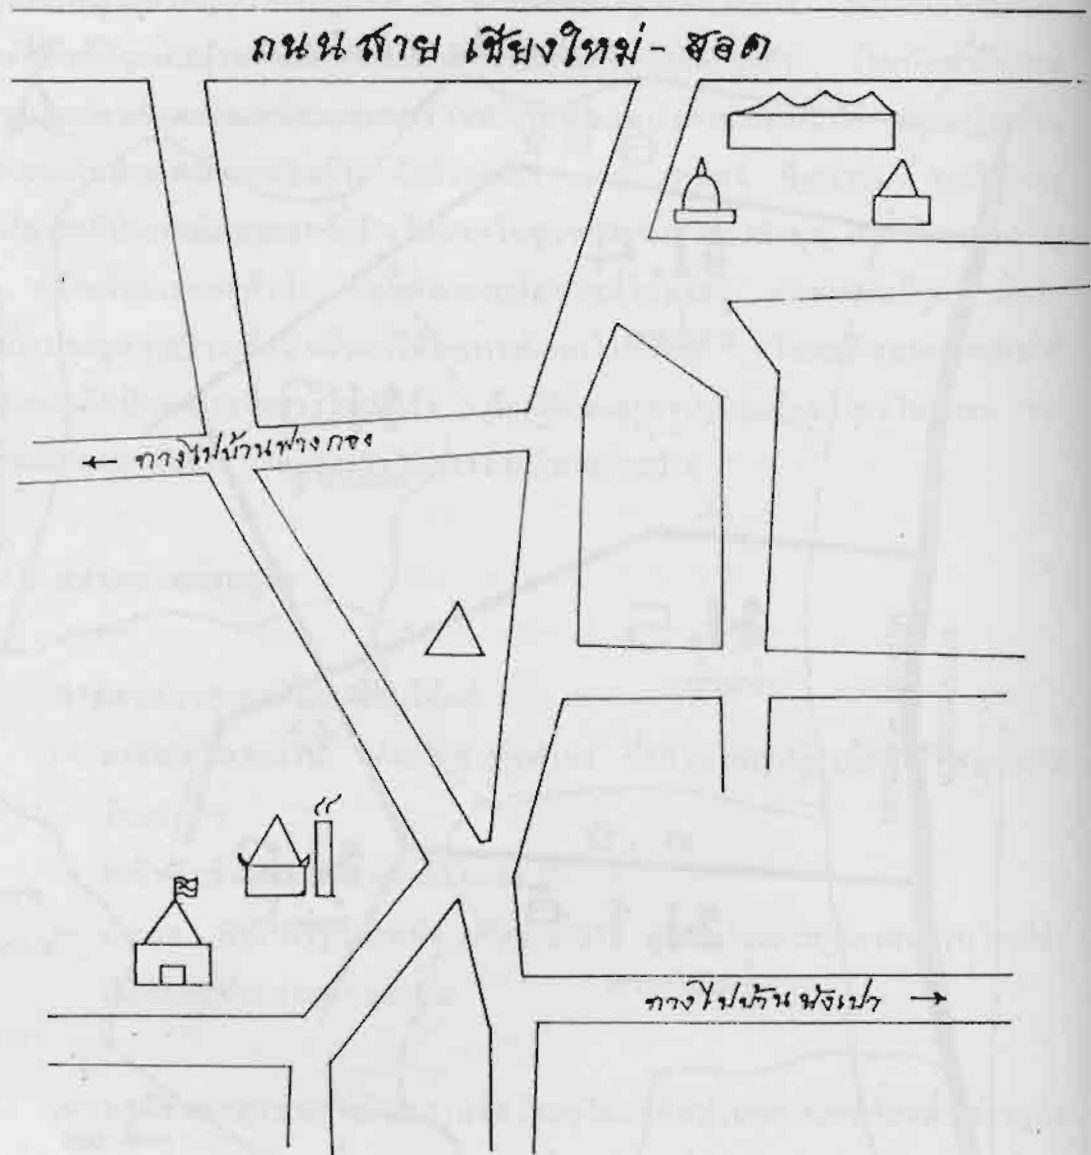 ถนนสาย เชียงใหม่ - ฮอด
← ทางไปบ้านฟางกอง
ทางไปบ้านปังเปา →